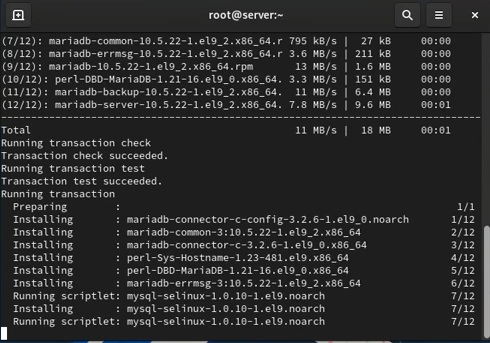 root@server:~
(7/12): mariadb-common-10.5.22-1.el9_2.x86_64.r 795 kB/s |  27 kB     00:00
(8/12): mariadb-errmsg-10.5.22-1.el9_2.x86_64.r 3.6 MB/s | 211 kB     00:00
(9/12): mariadb-10.5.22-1.el9_2.x86_64.rpm       13 MB/s | 1.6 MB     00:00
(10/12): perl-DBD-MariaDB-1.21-16.el9_0.x86_64. 3.3 MB/s | 151 kB     00:00
(11/12): mariadb-backup-10.5.22-1.el9_2.x86_64.  11 MB/s | 6.4 MB     00:00
(12/12): mariadb-server-10.5.22-1.el9_2.x86_64. 7.8 MB/s | 9.6 MB     00:01
--------------------------------------------------------------------------------
Total                                            11 MB/s |  18 MB     00:01
Running transaction check
Transaction check succeeded.
Running transaction test
Transaction test succeeded.
Running transaction
  Preparing        :                                                        1/1
  Installing       : mariadb-connector-c-config-3.2.6-1.el9_0.noarch       1/12
  Installing       : mariadb-common-3:10.5.22-1.el9_2.x86_64               2/12
  Installing       : mariadb-connector-c-3.2.6-1.el9_0.x86_64              3/12
  Installing       : perl-Sys-Hostname-1.23-481.el9.x86_64                 4/12
  Installing       : perl-DBD-MariaDB-1.21-16.el9_0.x86_64                 5/12
  Installing       : mariadb-errmsg-3:10.5.22-1.el9_2.x86_64               6/12
  Running scriptlet: mysql-selinux-1.0.10-1.el9.noarch                     7/12
  Installing       : mysql-selinux-1.0.10-1.el9.noarch                     7/12
  Running scriptlet: mysql-selinux-1.0.10-1.el9.noarch                     7/12